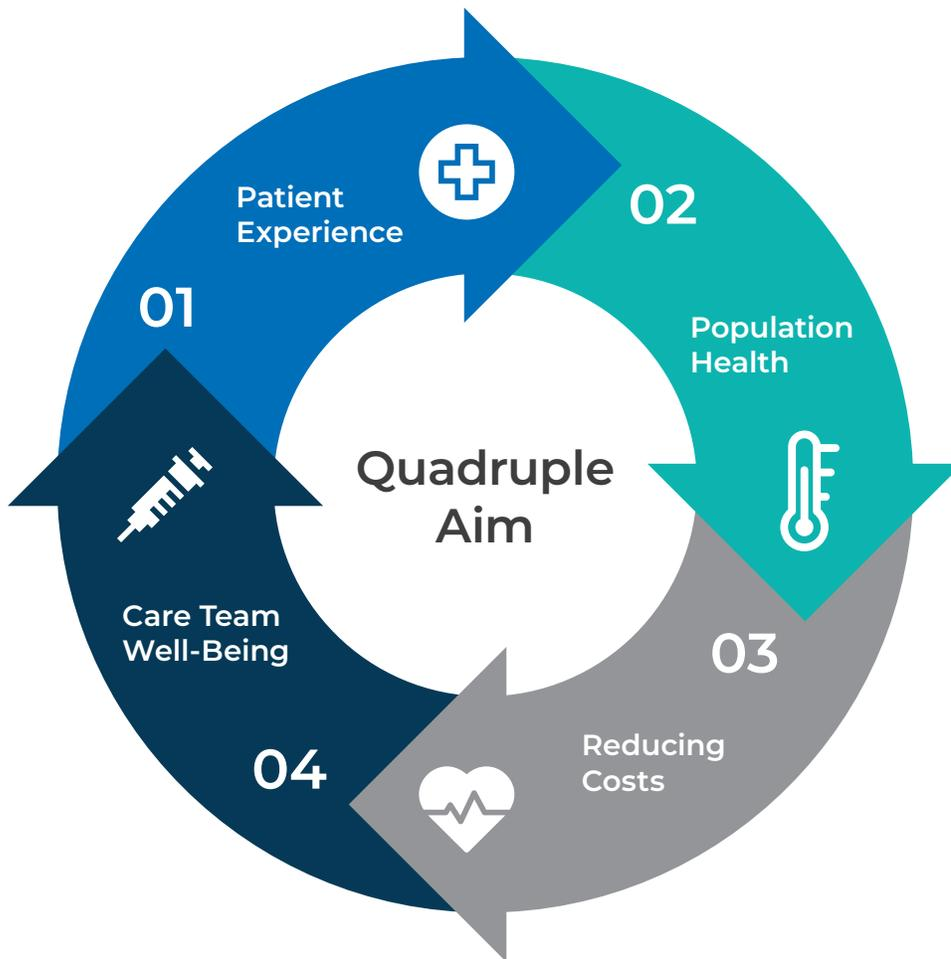 Quadruple
Aim
01
Patient
Experience
02
Population
Health
03
Reducing
Costs
04
Care Team
Well-Being